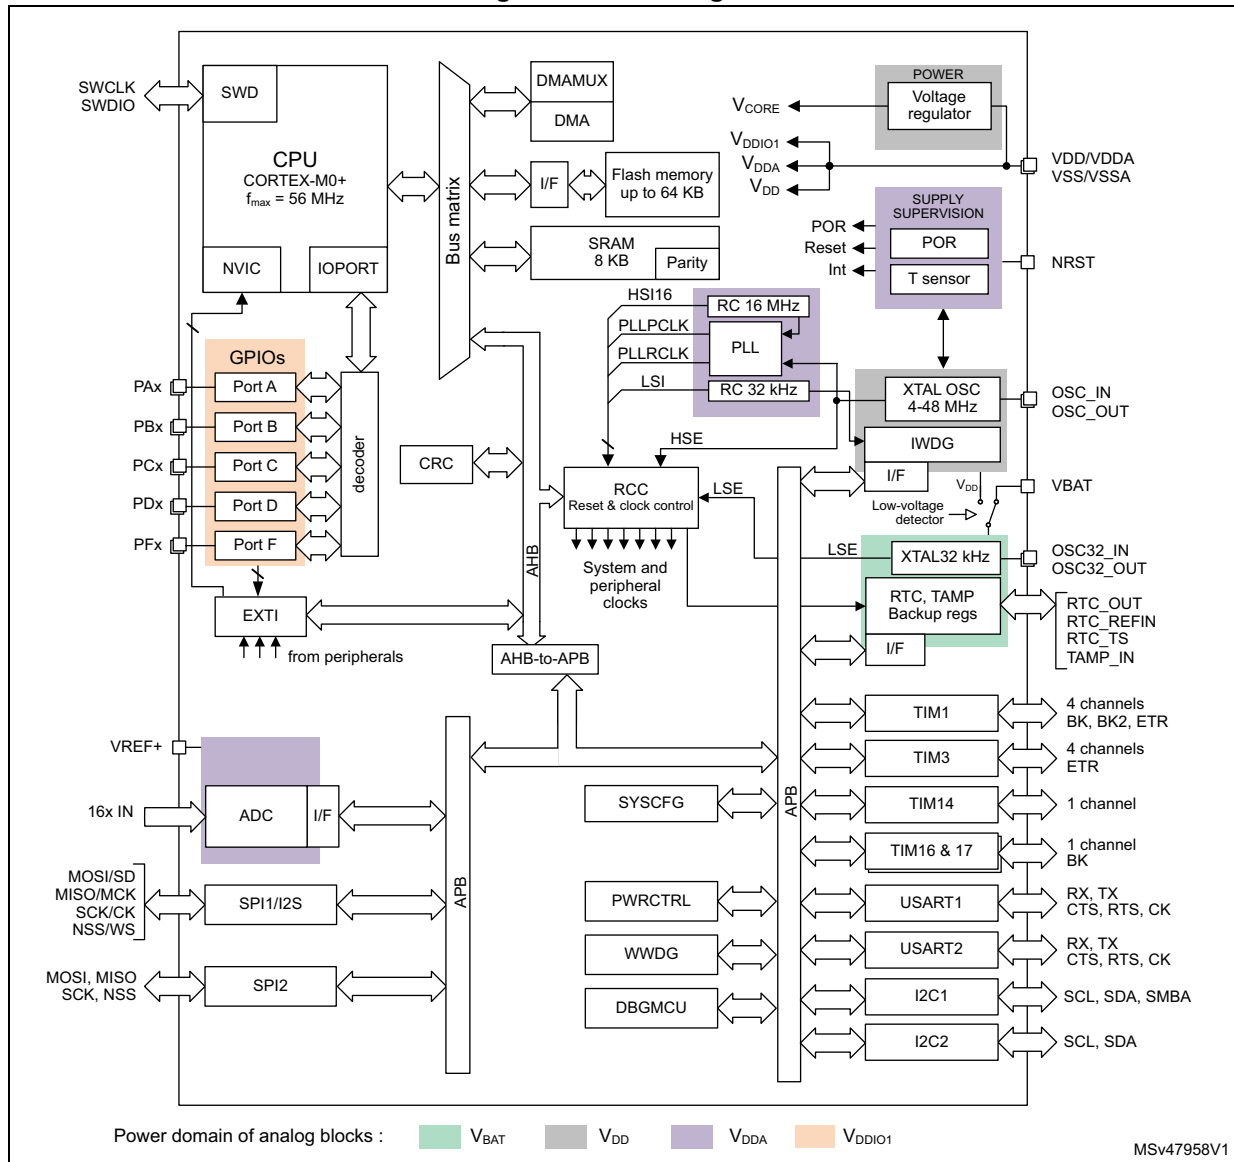 SWCLK
SWDIO
SWD
CPU
CORTEX-M0+
fmax = 56 MHz
NVIC
IOPORT
Bus matrix
DMAMUX
DMA
I/F
Flash memory
up to 64 KB
SRAM
8 KB
Parity
POWER
Voltage
regulator
VCORE
VDDIO1
VDDA
VDD
VDD/VDDA
VSS/VSSA
SUPPLY
SUPERVISION
POR
Reset
Int
POR
T sensor
NRST
HSI16
PLLPCLK
PLLRCLK
LSI
RC 16 MHz
PLL
RC 32 kHz
XTAL OSC
4-48 MHz
OSC_IN
OSC_OUT
IWDG
I/F
HSE
GPIOs
PAx
Port A
PBx
Port B
PCx
Port C
PDx
Port D
PFx
Port F
decoder
CRC
RCC
Reset & clock control
LSE
VDD
VBAT
Low-voltage
detector
System and
peripheral
clocks
LSE
XTAL32 kHz
OSC32_IN
OSC32_OUT
RTC, TAMP
Backup regs
I/F
RTC_OUT
RTC_REFIN
RTC_TS
TAMP_IN
EXTI
from peripherals
AHB
AHB-to-APB
VREF+
16x IN
ADC
I/F
MOSI/SD
MISO/MCK
SCK/CK
NSS/WS
SPI1/I2S
MOSI, MISO
SCK, NSS
SPI2
APB
SYSCFG
PWRCTRL
WWDG
DBGMCU
APB
TIM1
4 channels
BK, BK2, ETR
TIM3
4 channels
ETR
TIM14
1 channel
TIM16 & 17
1 channel
BK
USART1
RX, TX
CTS, RTS, CK
USART2
RX, TX
CTS, RTS, CK
I2C1
SCL, SDA, SMBA
I2C2
SCL, SDA
Power domain of analog blocks :
VBAT
VDD
VDDA
VDDIO1
MSv47958V1